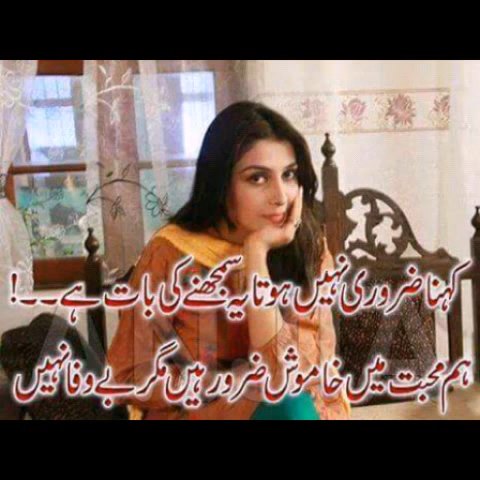 کہنا ضروری نہیں ہوتا یہ سمجھنے کی بات ہے۔۔۔!
ہم محبت میں خاموش ضرور ہیں مگر بے وفا نہیں